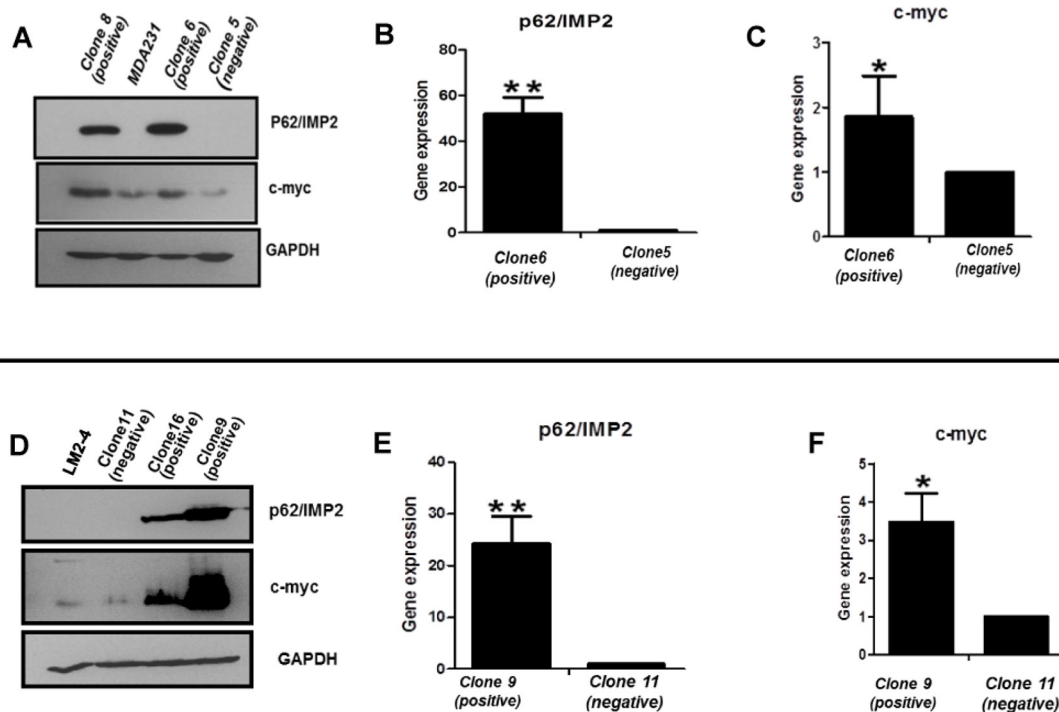 A
Clone 8
(positive)
MDA231
Clone 6
(positive)
Clone 5
(negative)
P62/IMP2
c-myc
GAPDH
B
p62/IMP2
Gene expression
80
60
40
20
0
**
Clone6
(positive)
Clone5
(negative)
C
c-myc
Gene expression
3
2
1
0
*
Clone6
(positive)
Clone5
(negative)
D
LM2-4
Clone11
(negative)
Clone16
(positive)
Clone9
(positive)
p62/IMP2
c-myc
GAPDH
E
p62/IMP2
Gene expression
40
30
20
10
0
**
Clone 9
(positive)
Clone 11
(negative)
F
c-myc
Gene expression
5
4
3
2
1
0
*
Clone 9
(positive)
Clone 11
(negative)